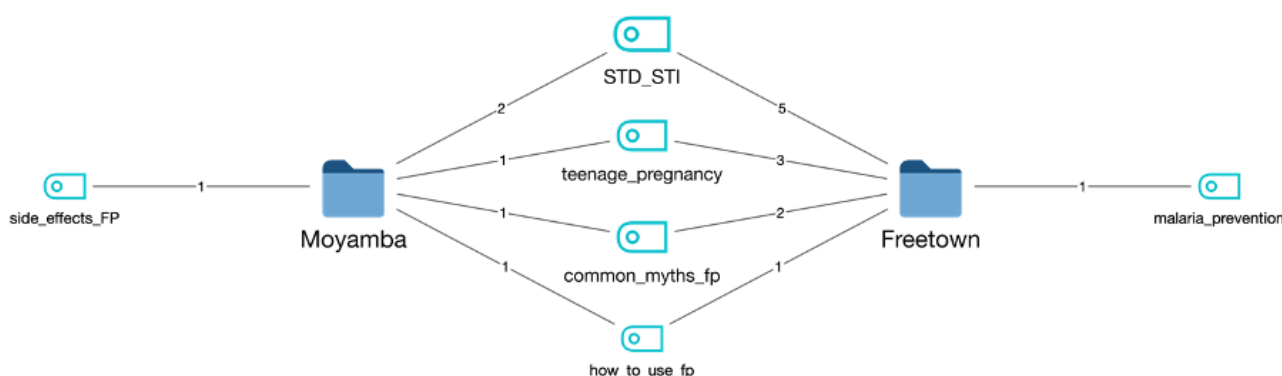 STD_STI
2
5
1
teenage_pregnancy
3
1
side_effects_FP
Moyamba
1
common_myths_fp
2
Freetown
1
malaria_prevention
1
1
how_to_use_fp